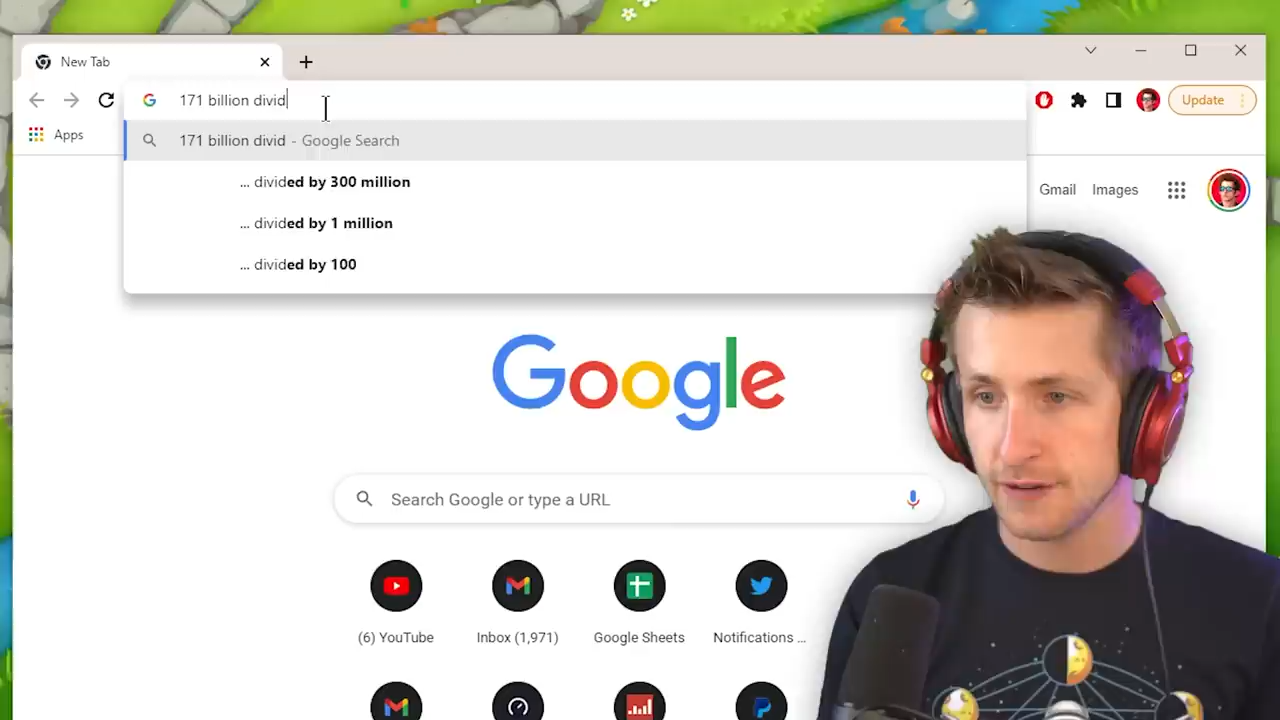 New Tab
171 billion divid
Update
171 billion divid - Google Search
Apps
... divided by 300 million
... divided by 1 million
... divided by 100
Gmail Images
Google
Search Google or type a URL
(6) YouTube
Inbox (1,971)
Google Sheets
Notifications ...